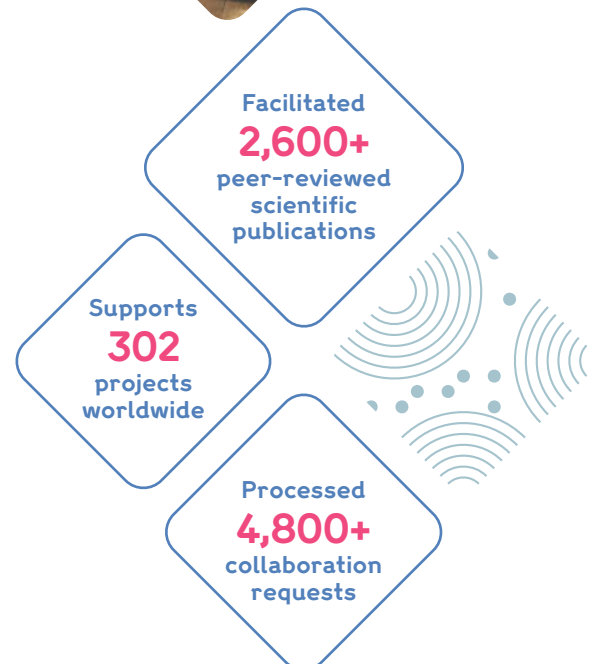 Facilitated
2,600+
peer-reviewed
scientific
publications
Supports
302
projects
worldwide
Processed
4,800+
collaboration
requests